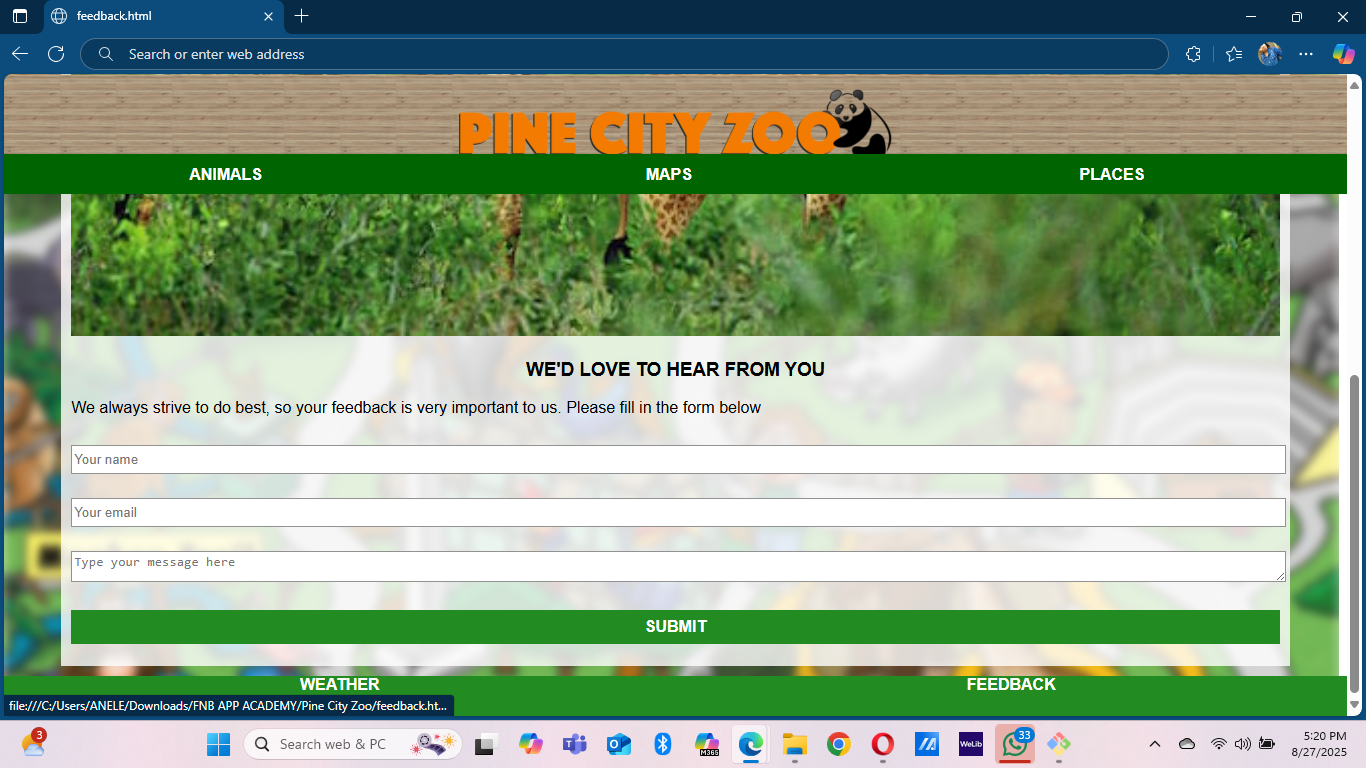 feedback.html
Search or enter web address
PINE CITY ZOO
ANIMALS MAPS PLACES
WE'D LOVE TO HEAR FROM YOU
We always strive to do best, so your feedback is very important to us. Please fill in the form below
Your name
Your email
Type your message here
SUBMIT
WEATHER FEEDBACK
file:///C:/Users/ANELE/Downloads/FNB APP ACADEMY/Pine City Zoo/feedback.ht...
3
Search web & PC
M365
WeLib
33
5:20 PM
8/27/2025